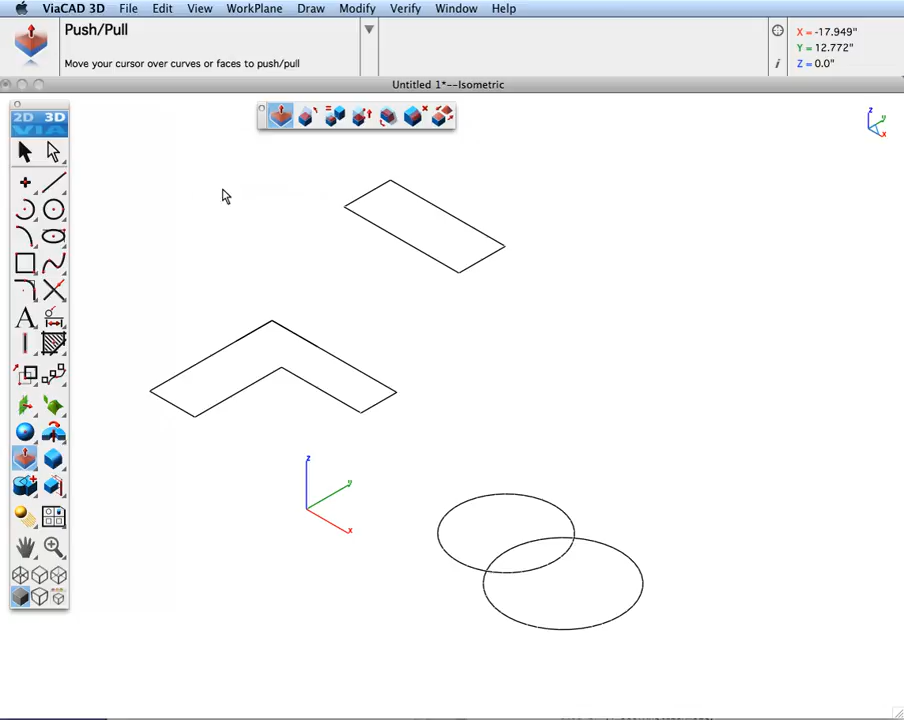 ViaCAD 3D File Edit View WorkPlane Draw Modify Verify Window Help
Push/Pull
Move your cursor over curves or faces to push/pull
X = -17.949"
Y = 12.772"
Z = 0.0"
Untitled 1*--Isometric
2D 3D
VIA
A
z
y
x
z
y
x